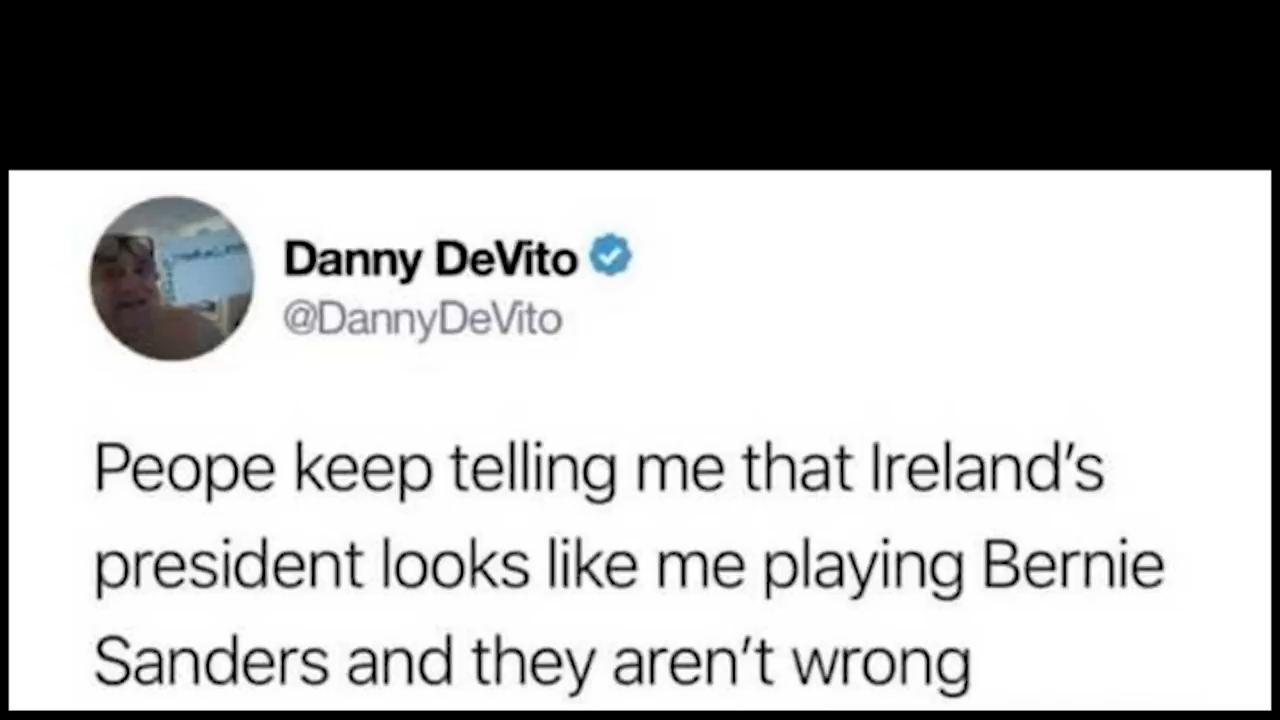 Danny DeVito
@DannyDeVito
Peope keep telling me that Ireland's
president looks like me playing Bernie
Sanders and they aren't wrong